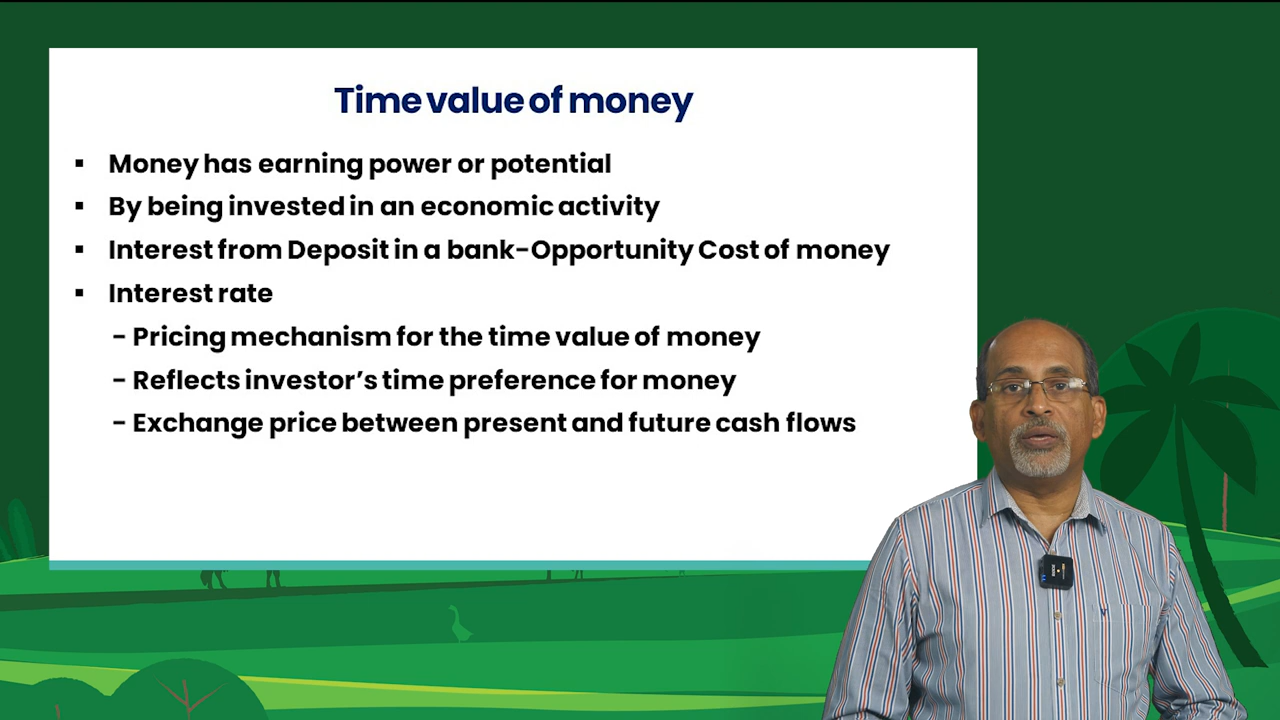 Time value of money
▪ Money has earning power or potential
▪ By being invested in an economic activity
▪ Interest from Deposit in a bank-Opportunity Cost of money
▪ Interest rate
- Pricing mechanism for the time value of money
- Reflects investor's time preference for money
- Exchange price between present and future cash flows